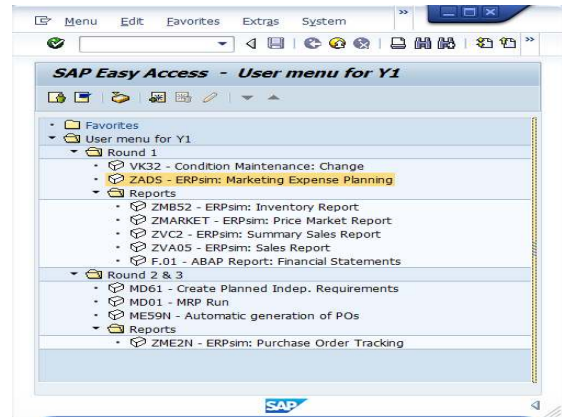 Menu Edit Favorites Extras System »
»
SAP Easy Access - User menu for Y1
Favorites
User menu for Y1
Round 1
VK32 - Condition Maintenance: Change
ZADS - ERPsim: Marketing Expense Planning
Reports
ZMB52 - ERPsim: Inventory Report
ZMARKET - ERPsim: Price Market Report
ZVC2 - ERPsim: Summary Sales Report
ZVA05 - ERPsim: Sales Report
F.01 - ABAP Report: Financial Statements
Round 2 & 3
MD61 - Create Planned Indep. Requirements
MD01 - MRP Run
ME59N - Automatic generation of POs
Reports
ZME2N - ERPsim: Purchase Order Tracking
SAP